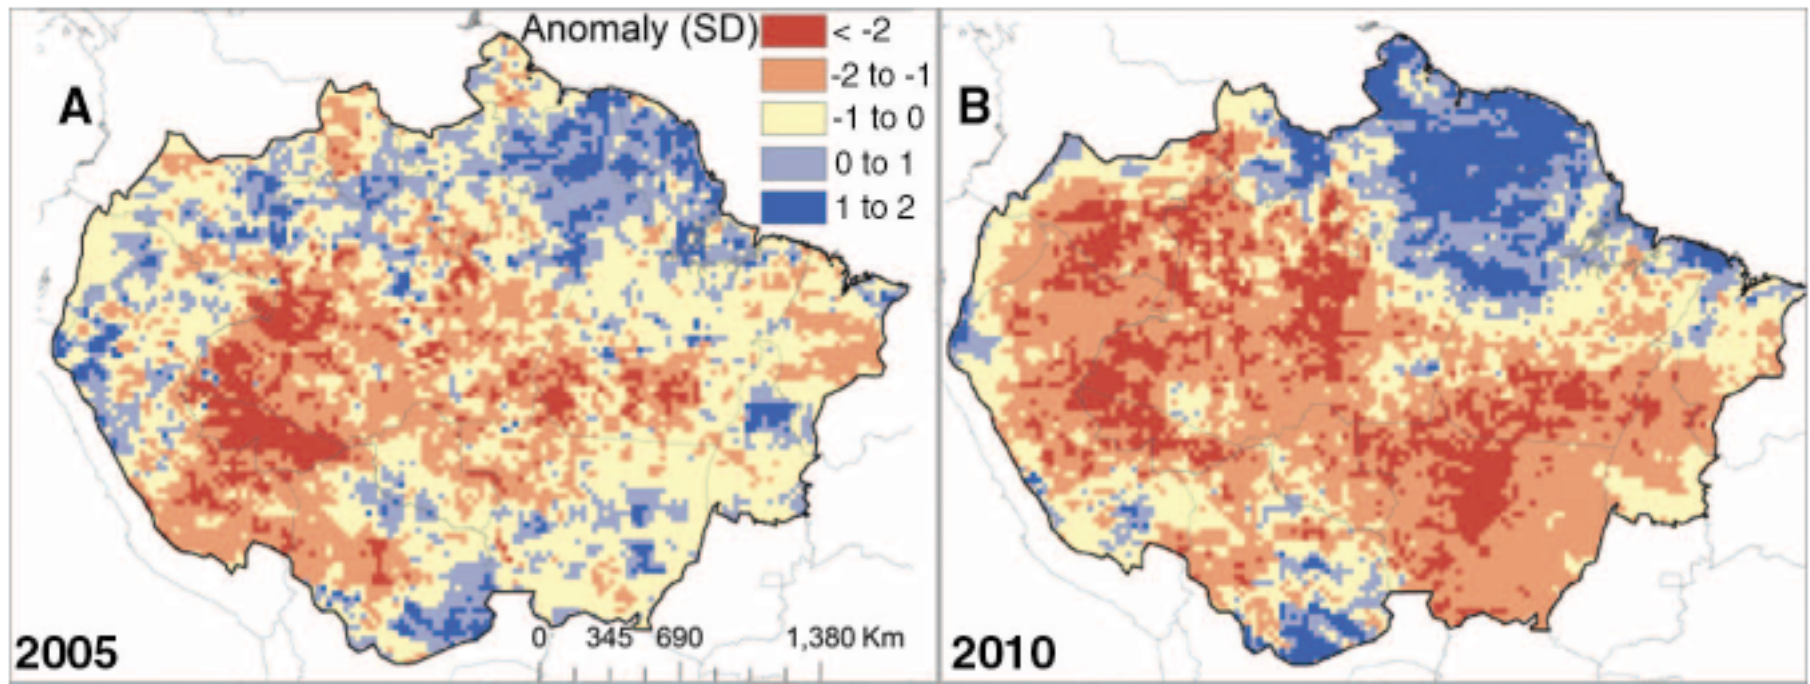 Anomaly (SD)
< -2
-2 to -1
-1 to 0
0 to 1
1 to 2
A
2005
0 345 690 1,380 Km
B
2010